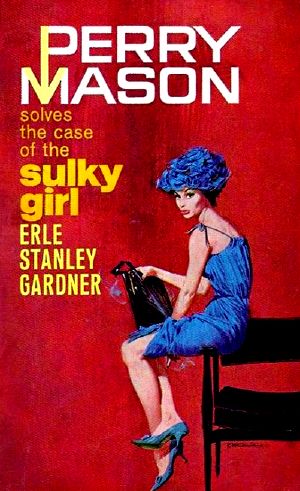 PERRY
MASON
solves
the case
of the
sulky
girl
ERLE
STANLEY
GARDNER